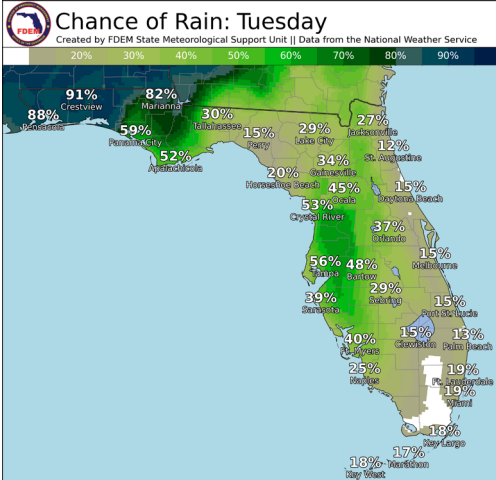 FDEM
Chance of Rain: Tuesday
Created by FDEM State Meteorological Support Unit || Data from the National Weather Service
20% 30% 40% 50% 60% 70% 80% 90%
91%
Crestview
82%
Marianna
88%
Pensacola
59%
Panama City
30%
Tallahassee
52%
Apalachicola
15%
Perry
29%
Lake City
27%
Jacksonville
12%
St. Augustine
34%
Gainesville
20%
Horseshoe Beach
45%
Ocala
15%
Daytona Beach
53%
Crystal River
37%
Orlando
15%
Melbourne
56%
Tampa
48%
Bartow
29%
Sebring
39%
Sarasota
15%
Port St. Lucie
40%
Ft. Myers
15%
Clewiston
13%
Palm Beach
25%
Naples
19%
Ft. Lauderdale
19%
Miami
18%
Key Largo
17%
Marathon
18%
Key West